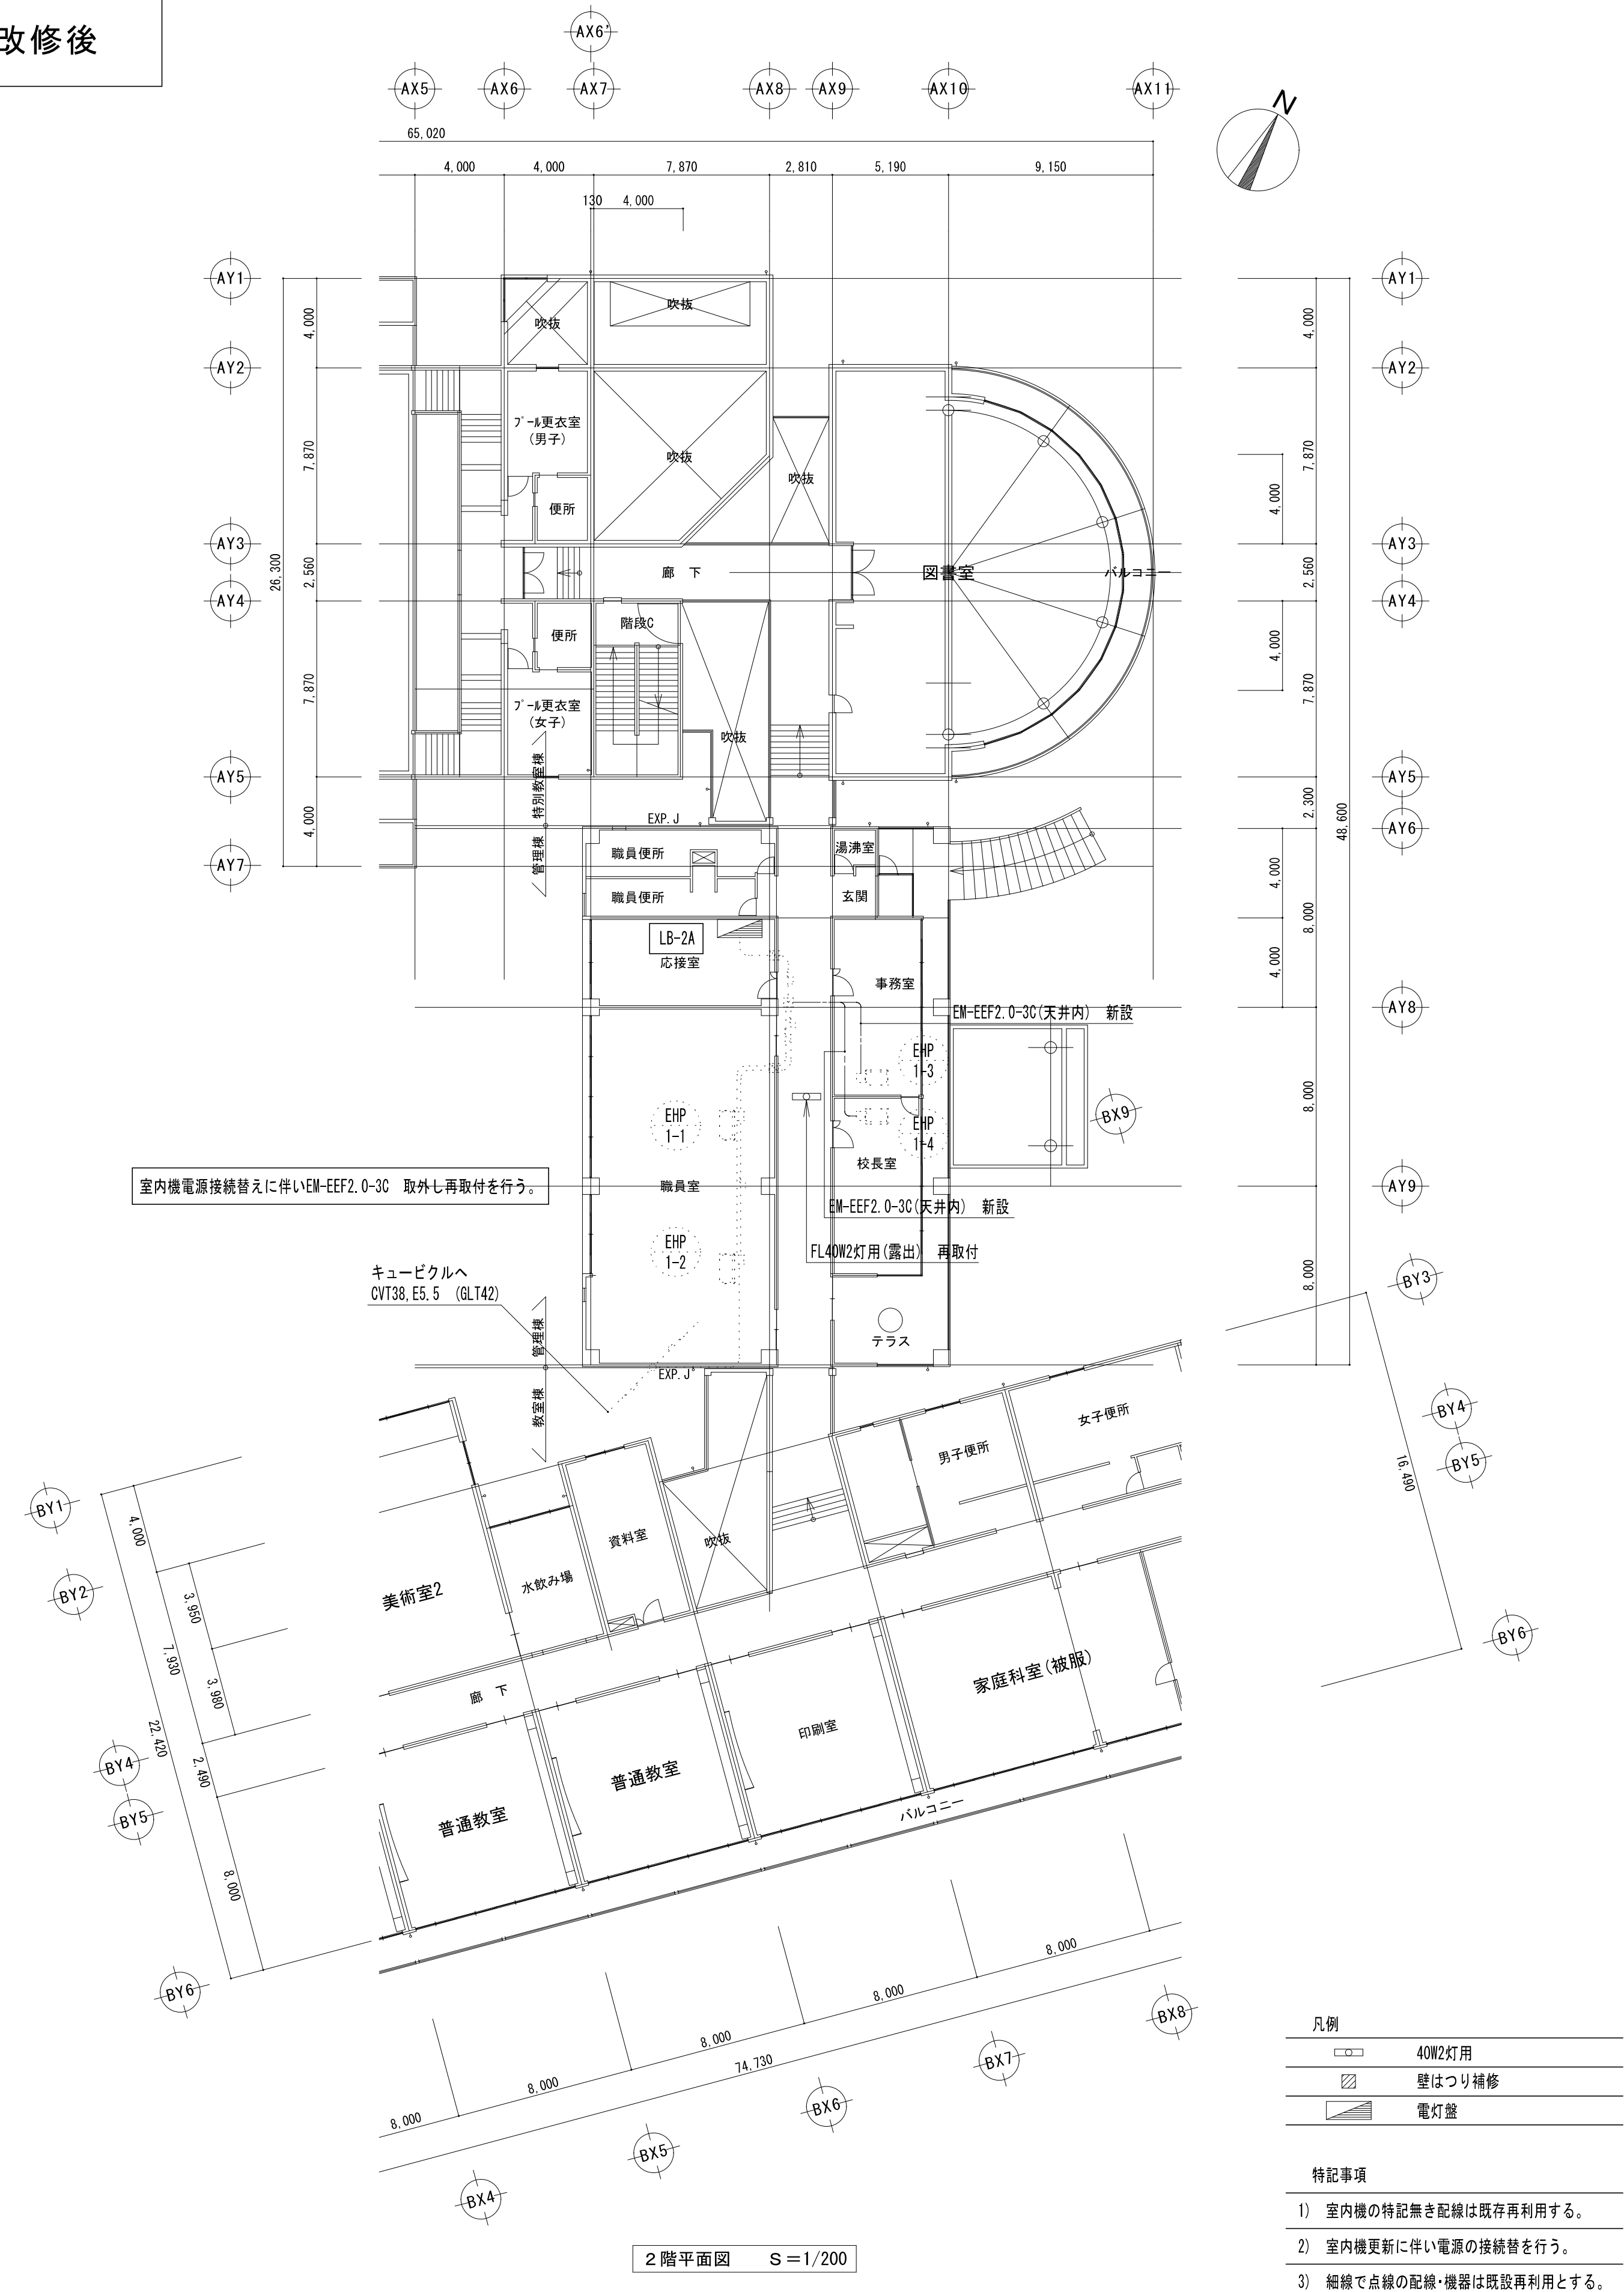 改修後
AX6'
AX5
AX6
AX7
AX8
AX9
AX10
AX11
N
65,020
4,000
4,000
7,870
2,810
5,190
9,150
130
4,000
AY1
AY2
AY3
AY4
AY5
AY7
4,000
7,870
2,560
7,870
4,000
26,300
AY1
AY2
AY3
AY4
AY5
AY6
AY8
AY9
4,000
7,870
4,000
2,560
4,000
7,870
2,300
48,600
4,000
8,000
4,000
8,000
8,000
吹抜
吹抜
プール更衣室
(男子)
吹抜
吹抜
便所
廊 下
図書室
バルコニー
便所
階段C
プール更衣室
(女子)
吹抜
特別教室棟
管理棟
EXP.J
職員便所
職員便所
湯沸室
玄関
LB-2A
応接室
事務室
EM-EEF2.0-3C(天井内) 新設
EHP
1-3
EHP
1-1
EHP
1-4
BX9
校長室
室内機電源接続替えに伴いEM-EEF2.0-3C 取外し再取付を行う。
職員室
EM-EEF2.0-3C(天井内) 新設
EHP
1-2
FL40W2灯用(露出) 再取付
キュービクルへ
CVT38,E5.5 (GLT42)
管理棟
教室棟
テラス
EXP.J
BY3
BY4
BY5
BY6
16,490
女子便所
男子便所
資料室
吹抜
水飲み場
美術室2
廊 下
家庭科室(被服)
印刷室
普通教室
普通教室
バルコニー
BY1
BY2
BY4
BY5
BY6
4,000
3,950
7,930
3,980
22,420
2,490
8,000
8,000
8,000
8,000
8,000
8,000
74,730
BX4
BX5
BX6
BX7
BX8
2階平面図 S=1/200
凡例
40W2灯用
壁はつり補修
電灯盤
特記事項
1) 室内機の特記無き配線は既存再利用する。
2) 室内機更新に伴い電源の接続替を行う。
3) 細線で点線の配線・機器は既設再利用とする。